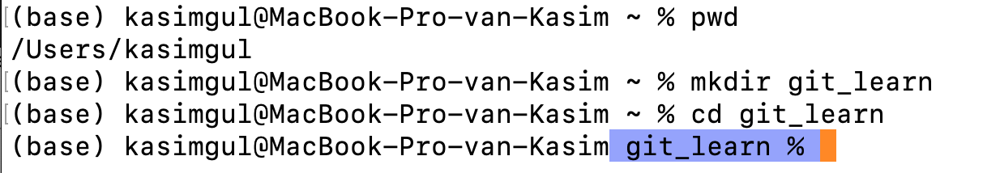 (base) kasimgul@MacBook-Pro-van-Kasim ~ % pwd
/Users/kasimgul
(base) kasimgul@MacBook-Pro-van-Kasim ~ % mkdir git_learn
(base) kasimgul@MacBook-Pro-van-Kasim ~ % cd git_learn
(base) kasimgul@MacBook-Pro-van-Kasim git_learn %